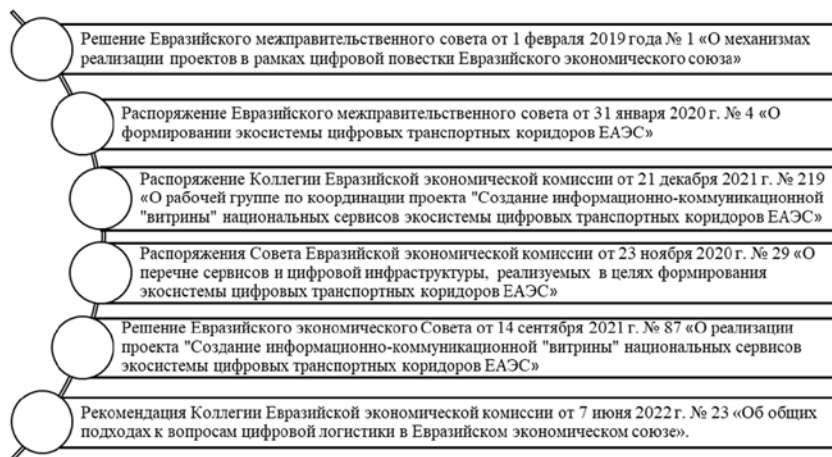 Решение Евразийского межправительственного совета от 1 февраля 2019 года № 1 «О механизмах
реализации проектов в рамках цифровой повестки Евразийского экономического союза»
Распоряжение Евразийского межправительственного совета от 31 января 2020 г. № 4 «О
формировании экосистемы цифровых транспортных коридоров ЕАЭС»
Распоряжение Коллегии Евразийской экономической комиссии от 21 декабря 2021 г. № 219
«О рабочей группе по координации проекта "Создание информационно-коммуникационной
"витрины" национальных сервисов экосистемы цифровых транспортных коридоров ЕАЭС»
Распоряжения Совета Евразийской экономической комиссии от 23 ноября 2020 г. № 29 «О
перечне сервисов и цифровой инфраструктуры, реализуемых в целях формирования
экосистемы цифровых транспортных коридоров ЕАЭС»
Решение Евразийского экономического Совета от 14 сентября 2021 г. № 87 «О реализации
проекта "Создание информационно-коммуникационной "витрины" национальных сервисов
экосистемы цифровых транспортных коридоров ЕАЭС»
Рекомендация Коллегии Евразийской экономической комиссии от 7 июня 2022 г. № 23 «Об общих
подходах к вопросам цифровой логистики в Евразийском экономическом союзе».